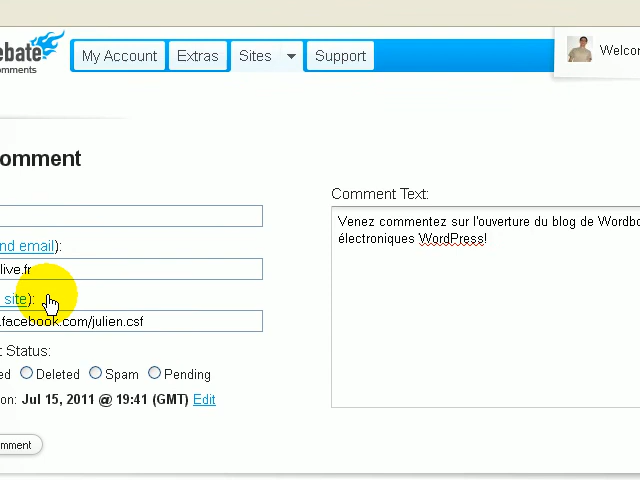 ebate
omments
My Account
Extras
Sites
Support
Welcom
omment
Comment Text:
Venez commentez sur l'ouverture du blog de Wordbo
électroniques WordPress!
nd email):
live.fr
site):
.facebook.com/julien.csf
t Status:
ed Deleted Spam Pending
on: Jul 15, 2011 @ 19:41 (GMT) Edit
mment